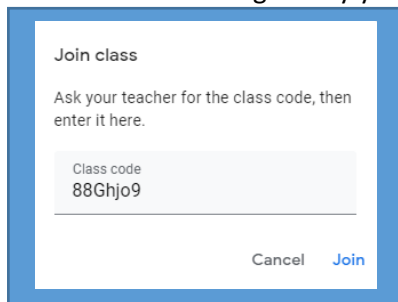 Join class
Ask your teacher for the class code, then
enter it here.
Class code
88Ghjo9
Cancel Join